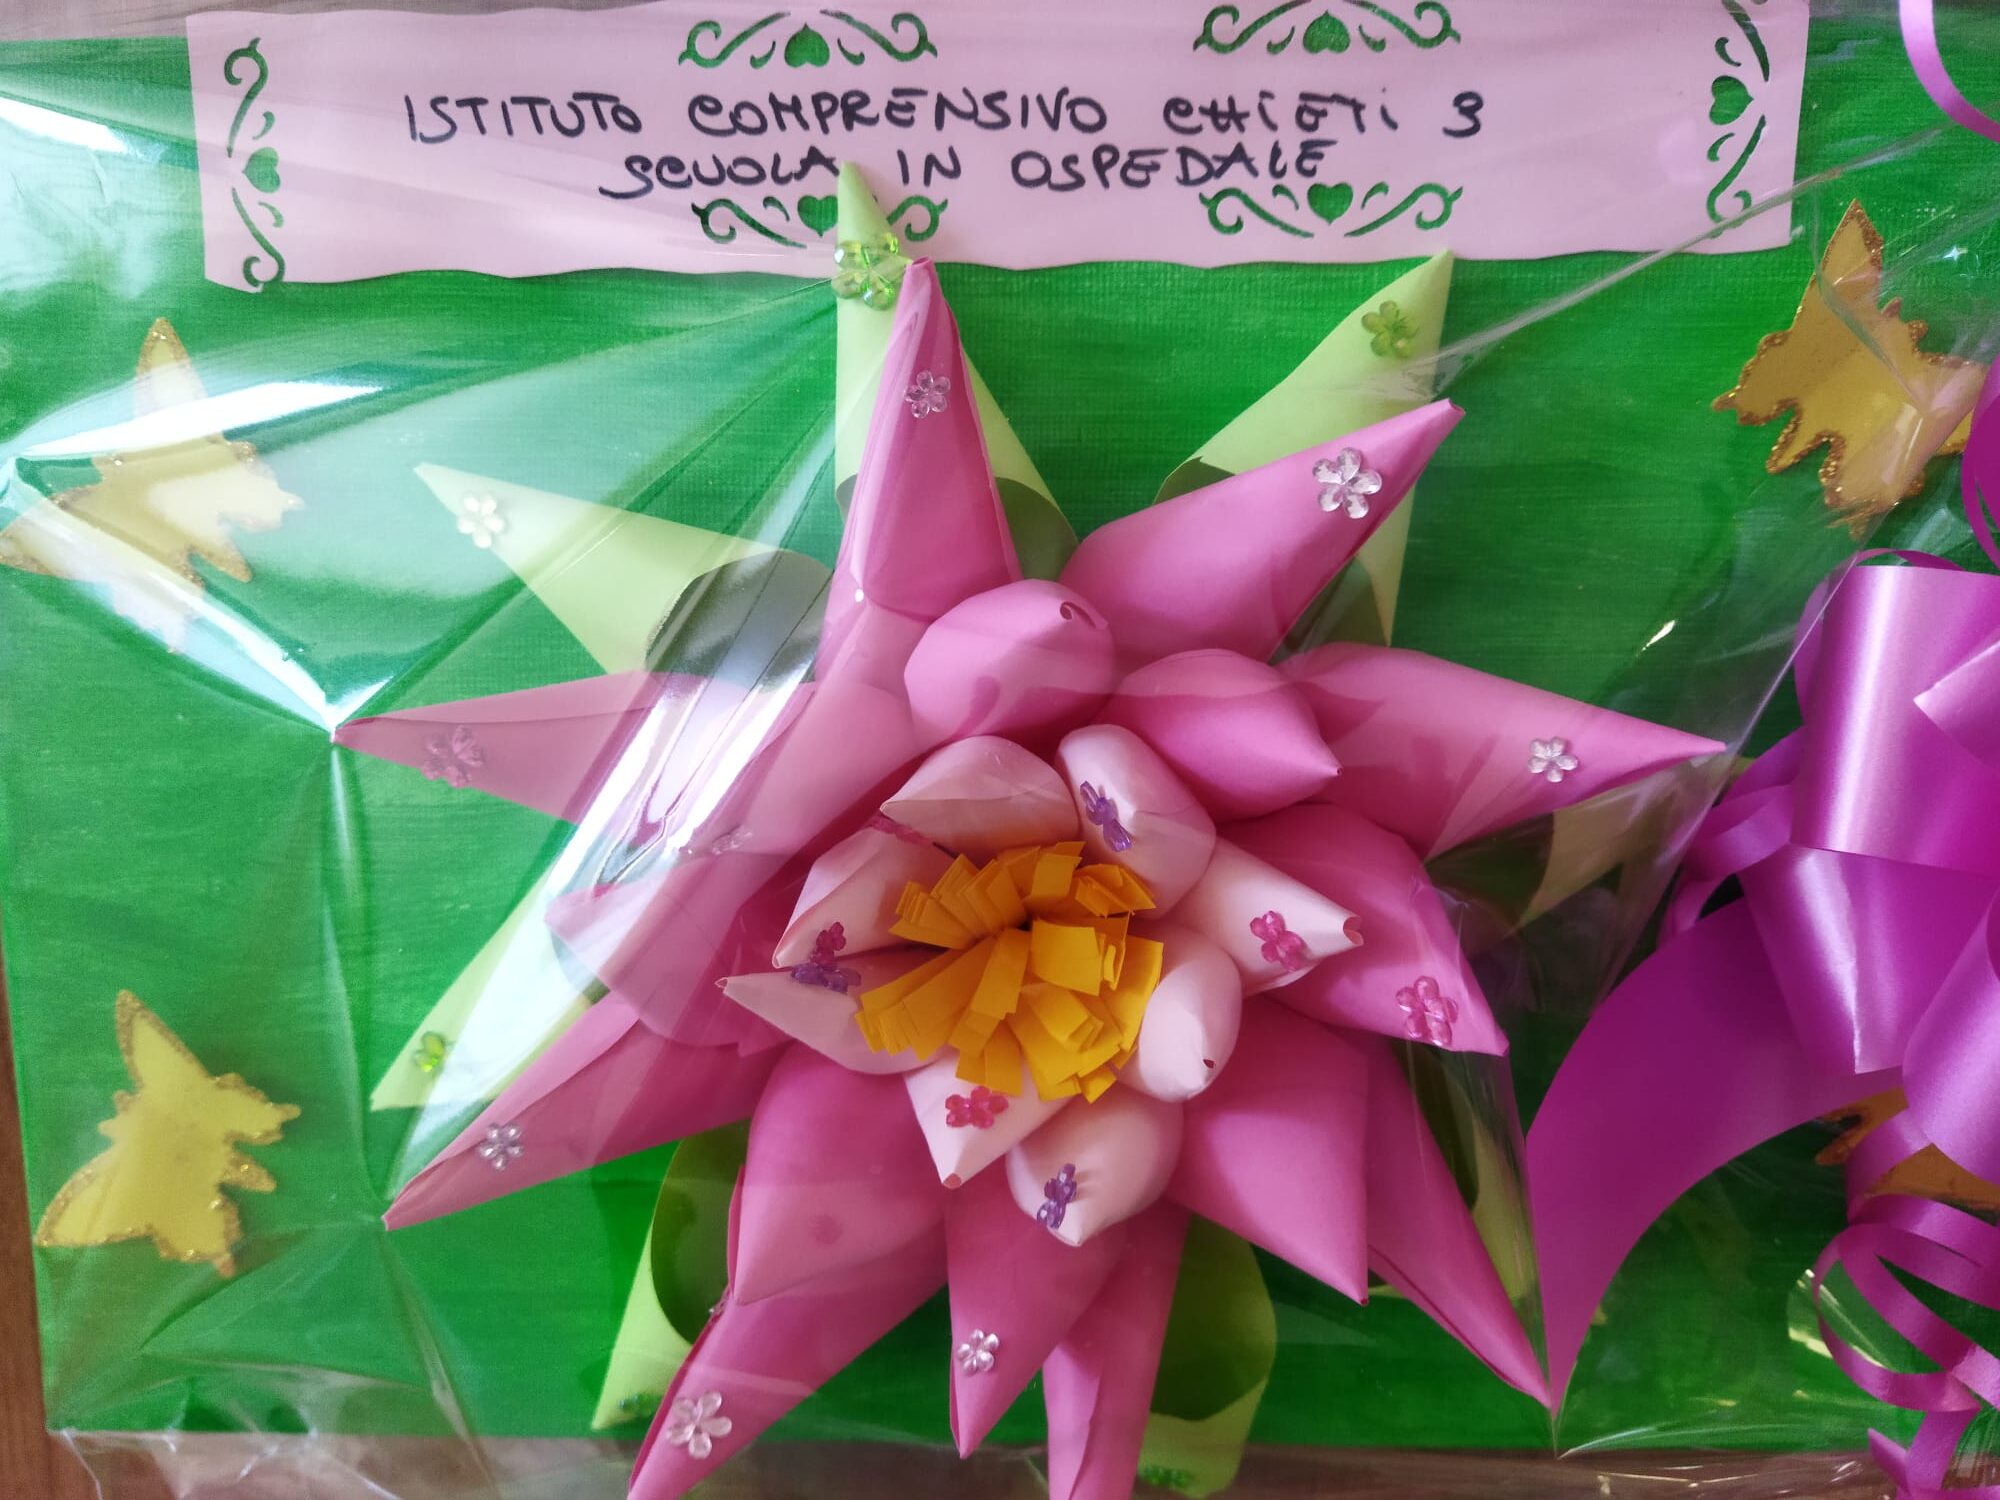 ISTITUTO COMPRENSIVO CHIETI 3
SCUOLA IN OSPEDALE